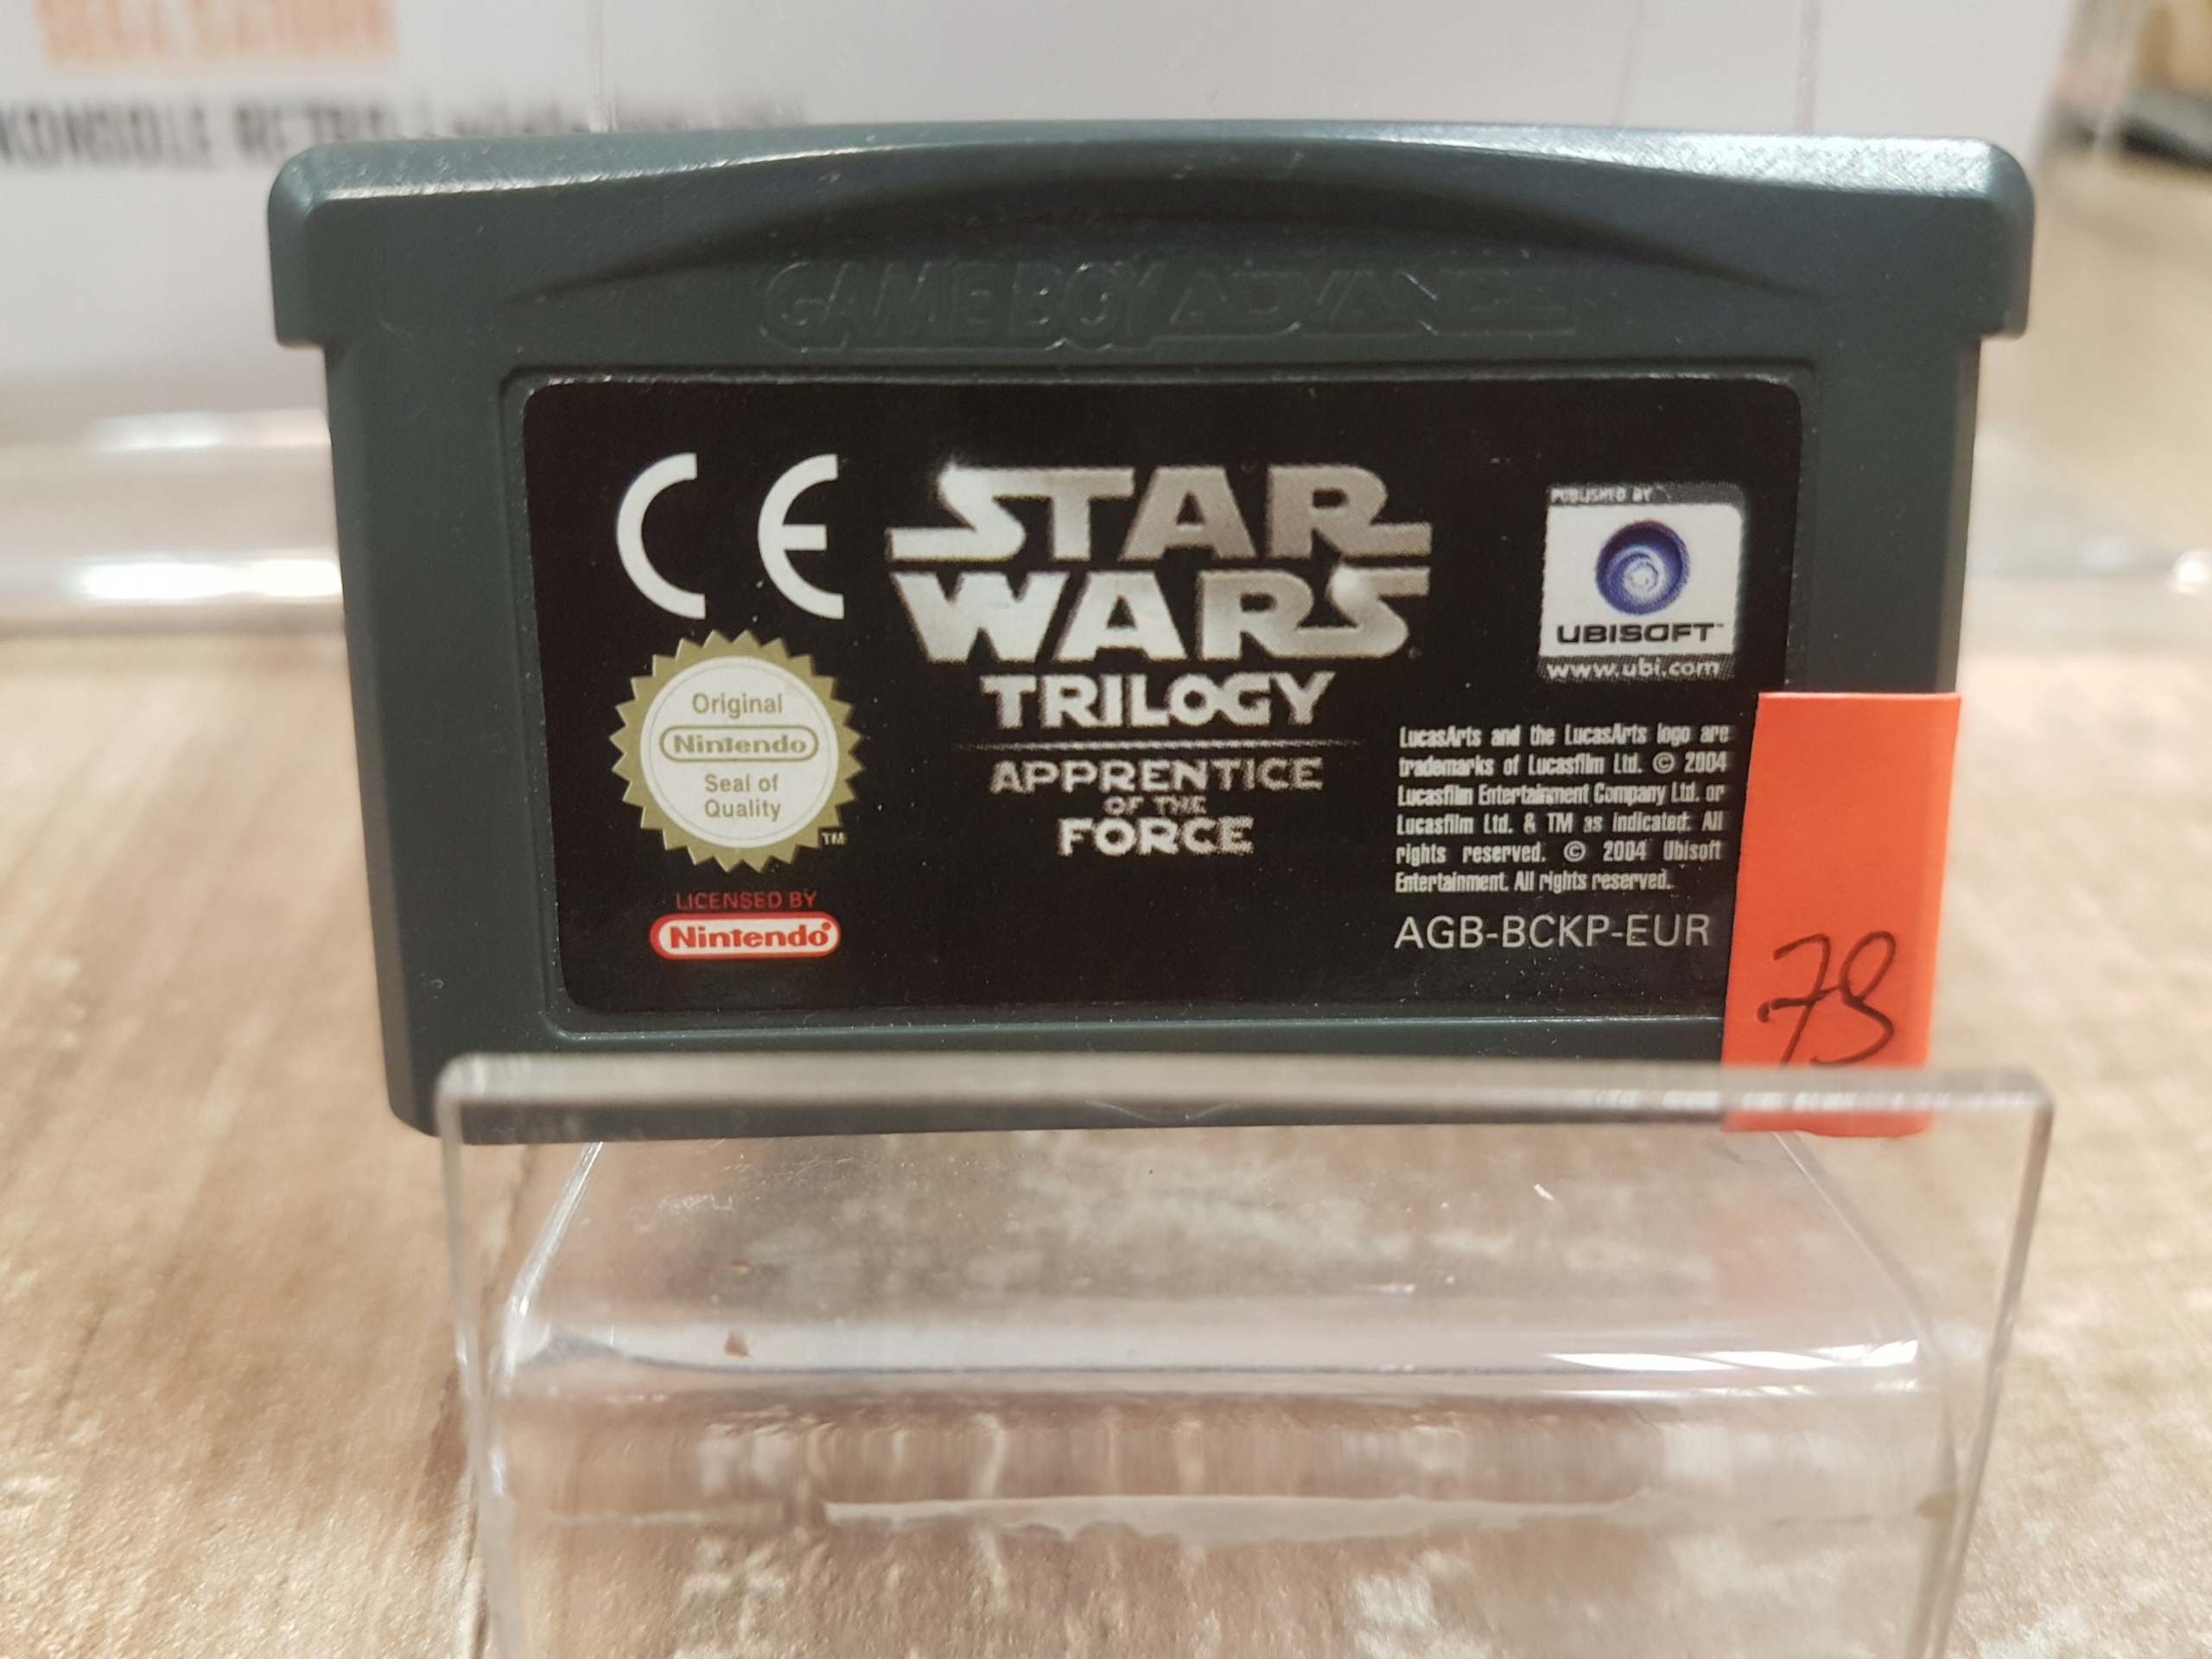 KONSOLE RETRO
GAME BOY ADVANCE
CE
STAR
WARS
TRILOGY
APPRENTICE
OF THE
FORCE
Original
Nintendo
Seal of
Quality
TM
LICENSED BY
Nintendo®
PUBLISHED BY
UBISOFT™
www.ubi.com
LucasArts and the LucasArts logo are
trademarks of Lucasfilm Ltd. © 2004
Lucasfilm Entertainment Company Ltd. or
Lucasfilm Ltd. & TM as indicated. All
rights reserved. © 2004 Ubisoft
Entertainment. All rights reserved.
AGB-BCKP-EUR